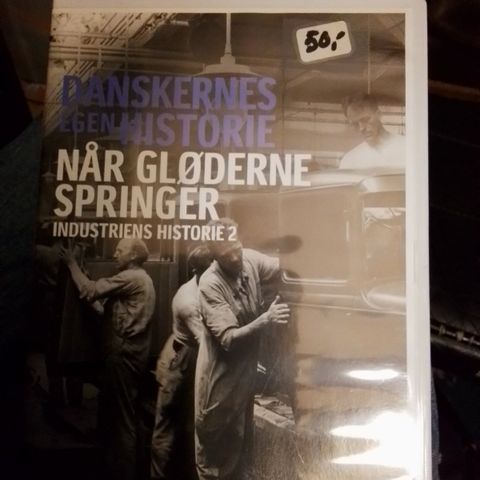 50,-
DANSKERNES
EGEN HISTORIE
NÅR GLØDERNE
SPRINGER
INDUSTRIENS HISTORIE 2